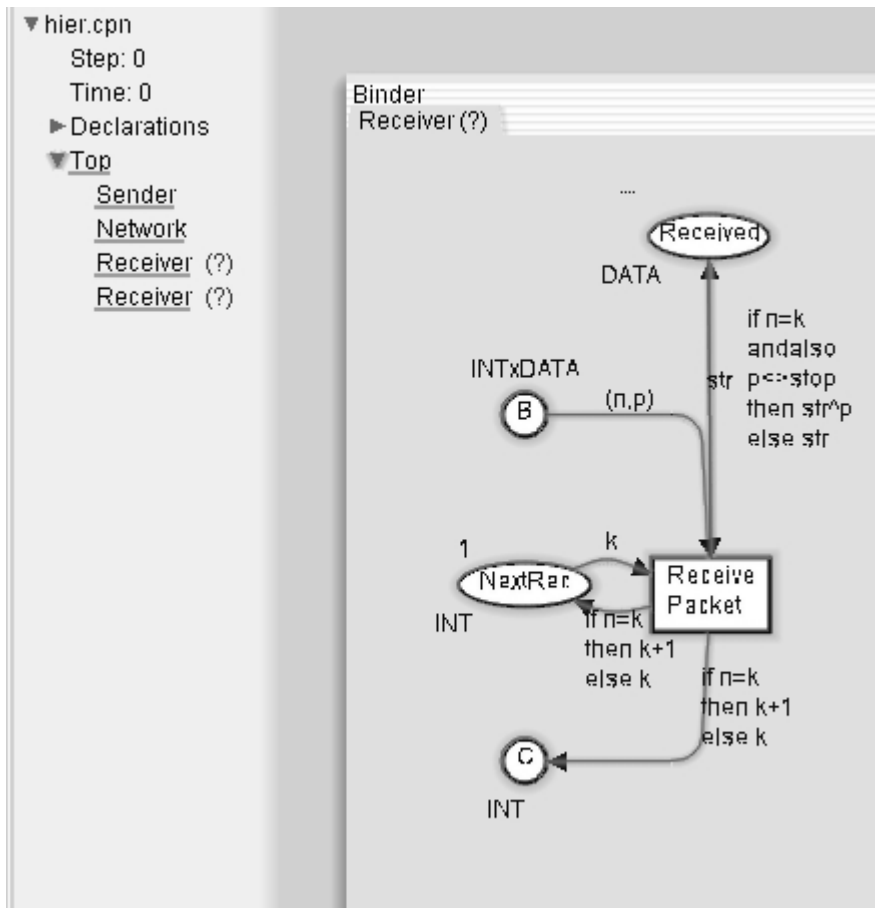 hier.cpn
Step: 0
Time: 0
Declarations
Top
Sender
Network
Receiver (?)
Receiver (?)
Binder
Receiver (?)
....
Received
DATA
if n=k
andalso
p<>stop
then str^p
else str
str
INTxDATA
B
(n,p)
1
k
NextRec
INT
Receive
Packet
if n=k
then k+1
else k
if n=k
then k+1
else k
C
INT